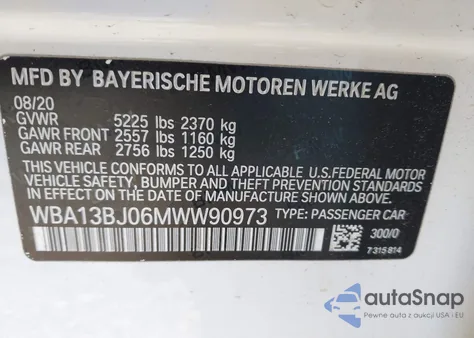 MFD BY BAYERISCHE MOTOREN WERKE AG
08/20
GVWR 5225 lbs 2370 kg
GAWR FRONT 2557 lbs 1160 kg
GAWR REAR 2756 lbs 1250 kg
THIS VEHICLE CONFORMS TO ALL APPLICABLE U.S.FEDERAL MOTOR
VEHICLE SAFETY, BUMPER, AND THEFT PREVENTION STANDARDS
IN EFFECT ON THE DATE OF MANUFACTURE SHOWN ABOVE.
WBA13BJ06MWW90973 TYPE: PASSENGER CAR
300/0
7315814
autoSnap
Pewne auta z aukcji USA i EU